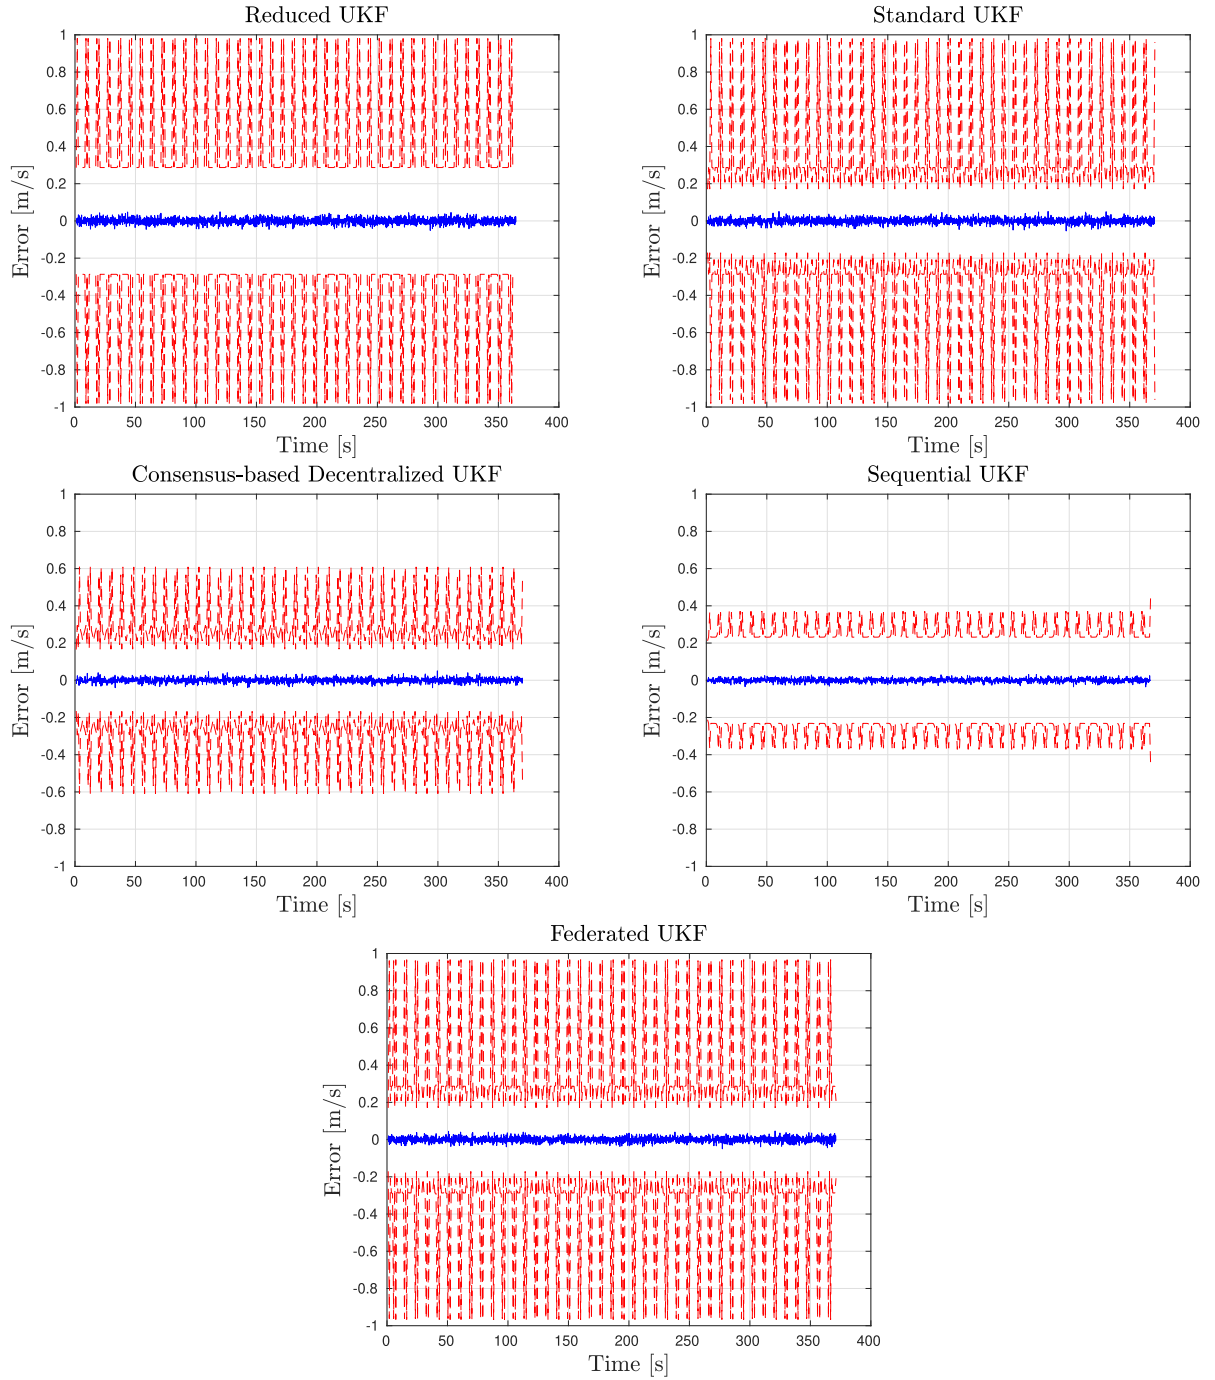 Reduced UKF
Error [m/s]
1
0.8
0.6
0.4
0.2
0
-0.2
-0.4
-0.6
-0.8
-1
0 50 100 150 200 250 300 350 400
Time [s]
Standard UKF
Error [m/s]
1
0.8
0.6
0.4
0.2
0
-0.2
-0.4
-0.6
-0.8
-1
0 50 100 150 200 250 300 350 400
Time [s]
Consensus-based Decentralized UKF
Error [m/s]
1
0.8
0.6
0.4
0.2
0
-0.2
-0.4
-0.6
-0.8
-1
0 50 100 150 200 250 300 350 400
Time [s]
Sequential UKF
Error [m/s]
1
0.8
0.6
0.4
0.2
0
-0.2
-0.4
-0.6
-0.8
-1
0 50 100 150 200 250 300 350 400
Time [s]
Federated UKF
Error [m/s]
1
0.8
0.6
0.4
0.2
0
-0.2
-0.4
-0.6
-0.8
-1
0 50 100 150 200 250 300 350 400
Time [s]